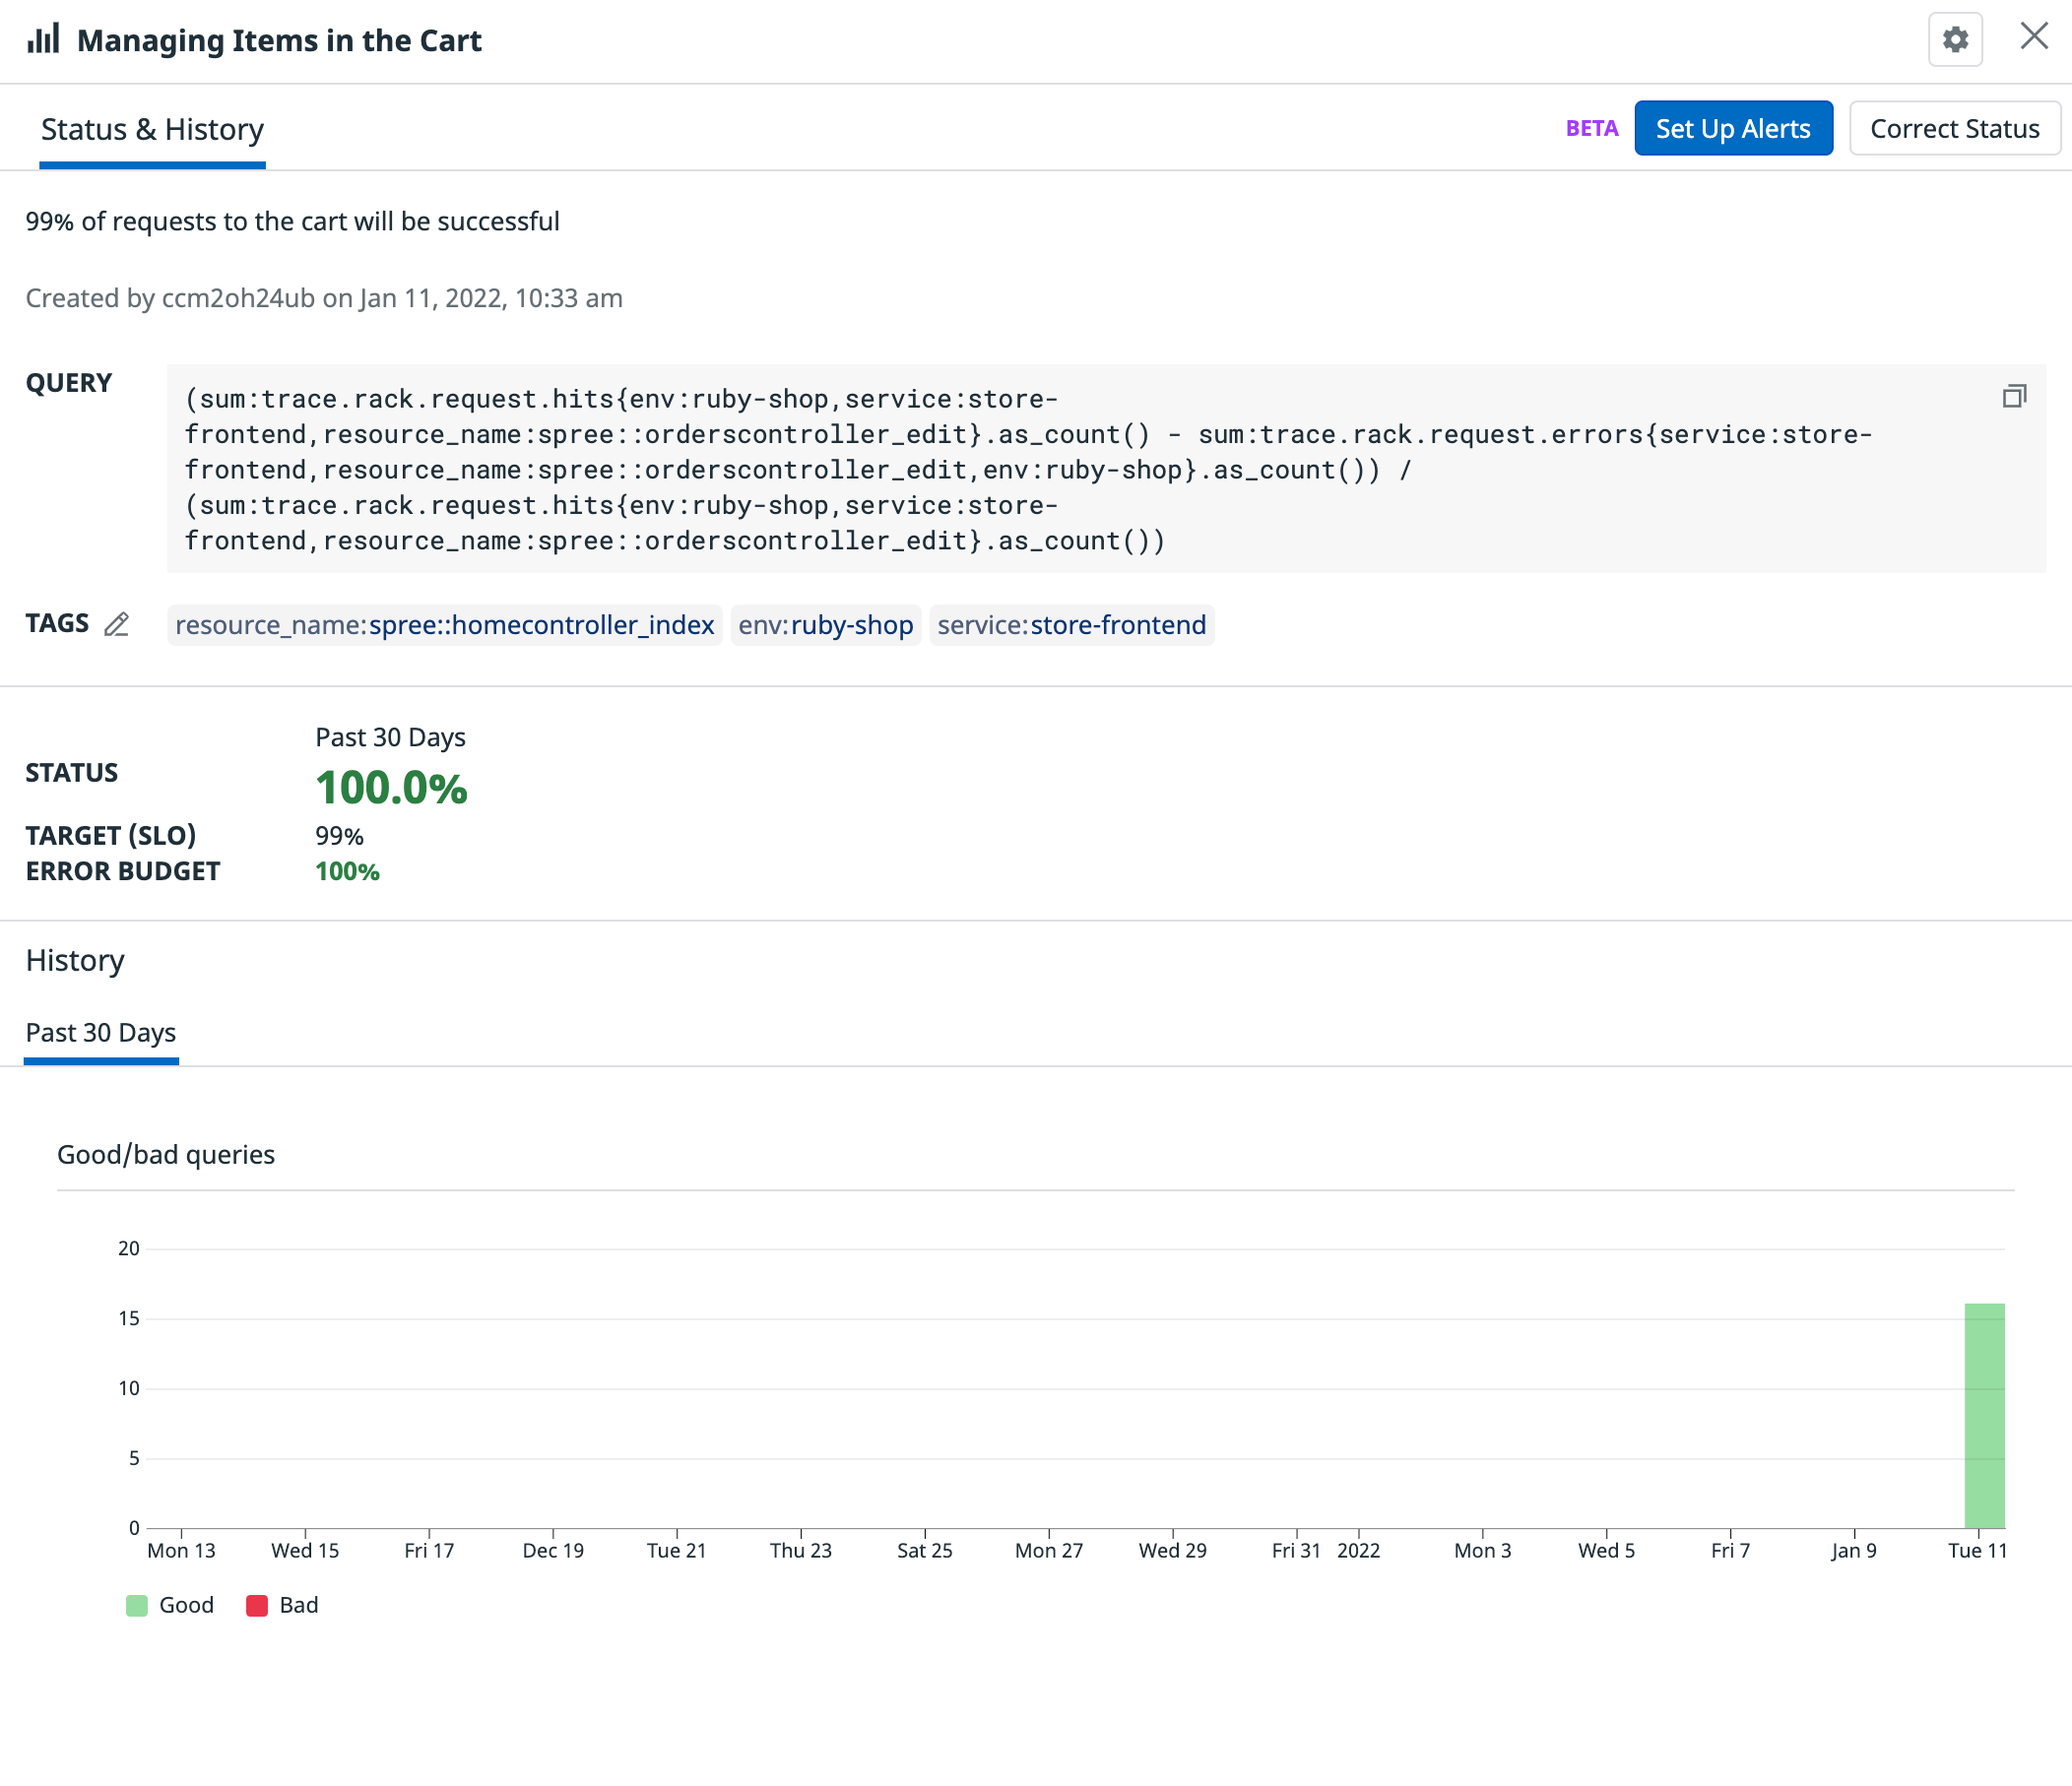 Managing Items in the Cart
Status & History
BETA
Set Up Alerts
Correct Status
99% of requests to the cart will be successful
Created by ccm2oh24ub on Jan 11, 2022, 10:33 am
QUERY
(sum:trace.rack.request.hits{env:ruby-shop,service:store-
frontend,resource_name:spree::orderscontroller_edit}.as_count() - sum:trace.rack.request.errors{service:store-
frontend,resource_name:spree::orderscontroller_edit,env:ruby-shop}.as_count()) /
(sum:trace.rack.request.hits{env:ruby-shop,service:store-
frontend,resource_name:spree::orderscontroller_edit}.as_count())
TAGS
resource_name:spree::homecontroller_index env:ruby-shop service:store-frontend
Past 30 Days
STATUS 100.0%
TARGET (SLO) 99%
ERROR BUDGET 100%
History
Past 30 Days
Good/bad queries
20
15
10
5
0
Mon 13 Wed 15 Fri 17 Dec 19 Tue 21 Thu 23 Sat 25 Mon 27 Wed 29 Fri 31 2022 Mon 3 Wed 5 Fri 7 Jan 9 Tue 11
Good Bad